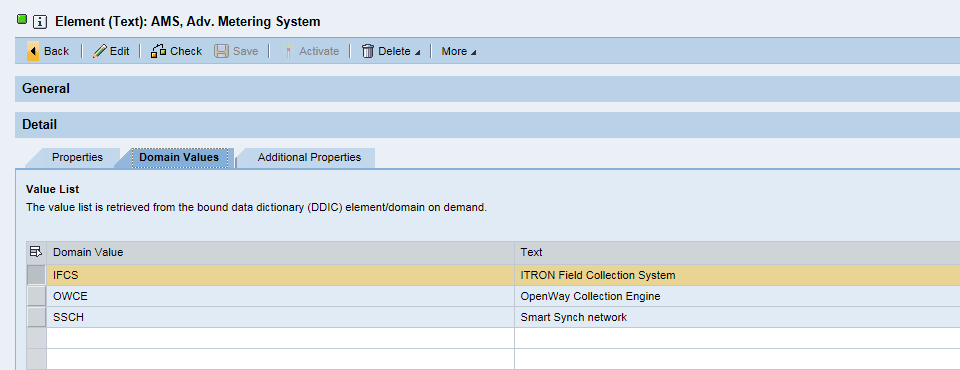 Element (Text): AMS, Adv. Metering System
Back Edit Check Save Activate Delete More
General
Detail
Properties Domain Values Additional Properties
Value List
The value list is retrieved from the bound data dictionary (DDIC) element/domain on demand.
Domain Value Text
IFCS ITRON Field Collection System
OWCE OpenWay Collection Engine
SSCH Smart Synch network